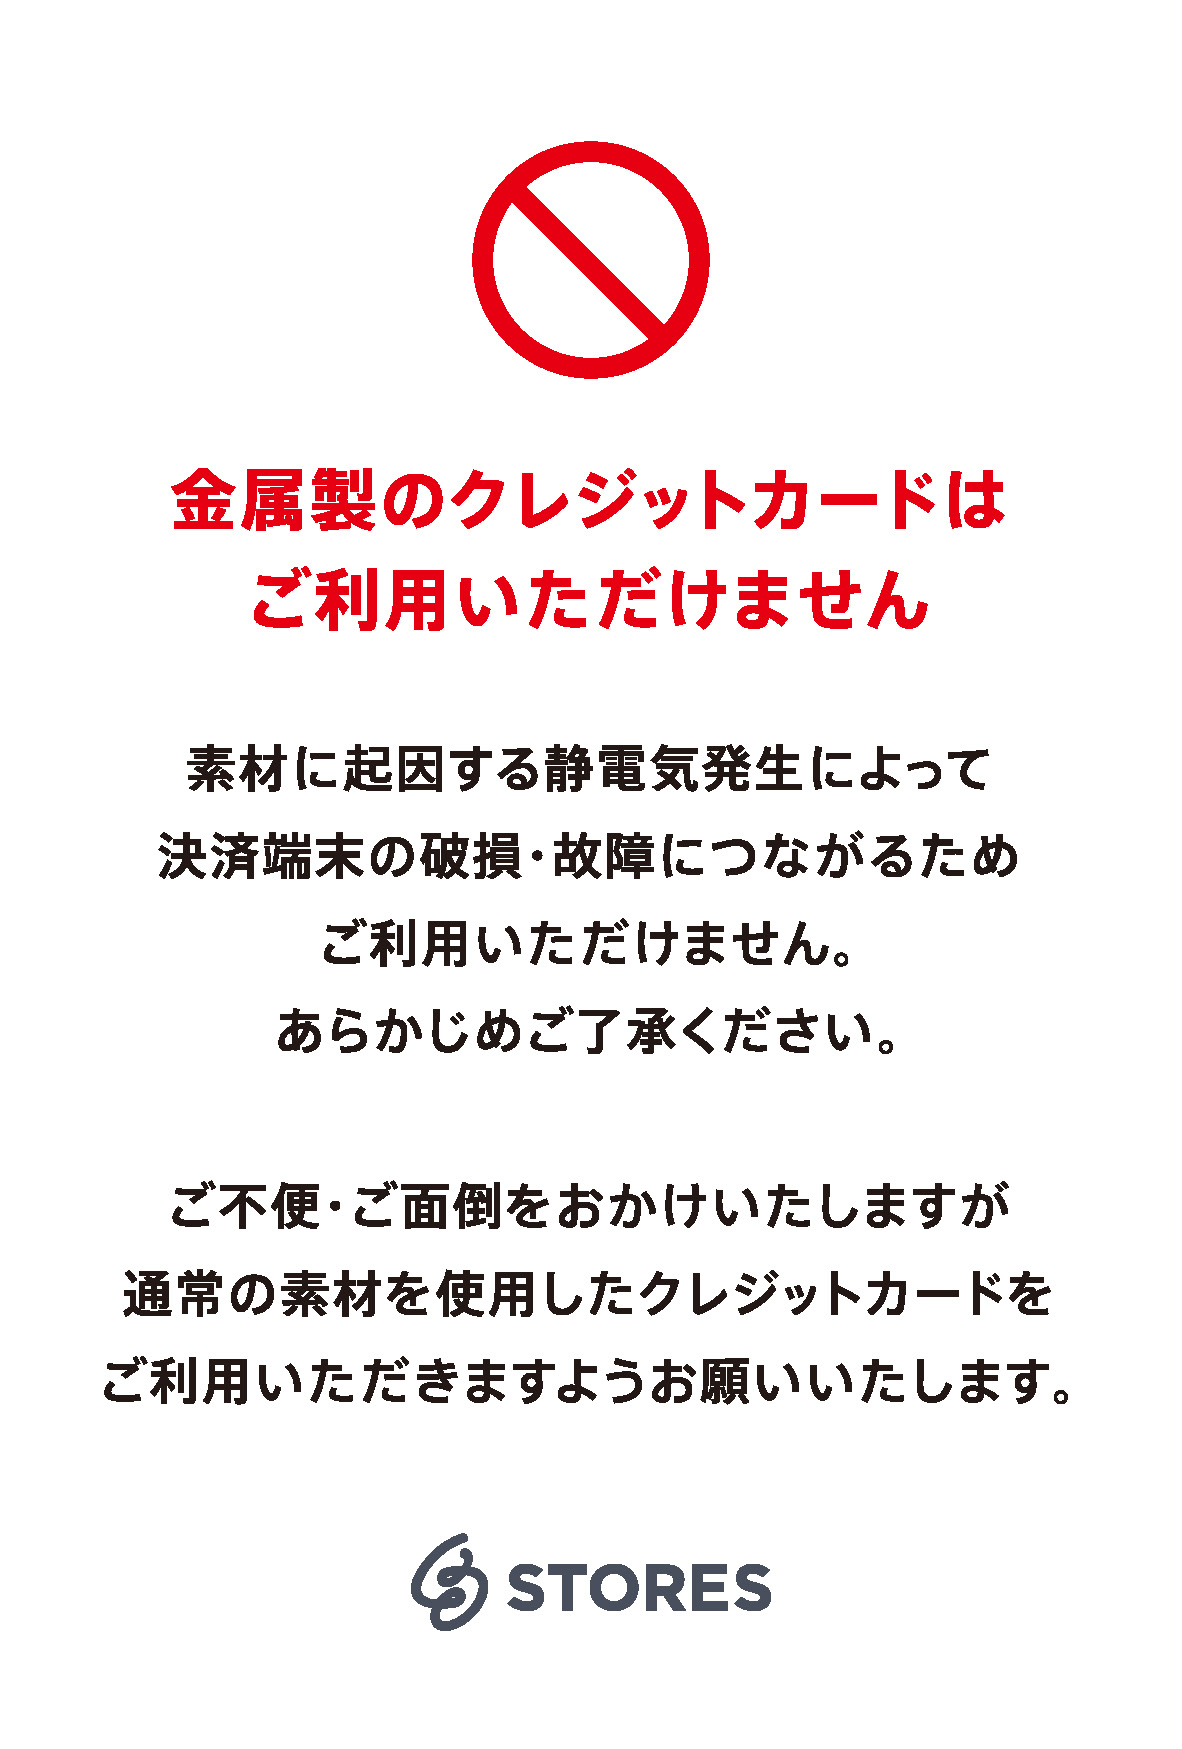 金属製のクレジットカードは
ご利用いただけません
素材に起因する静電気発生によって
決済端末の破損・故障につながるため
ご利用いただけません。
あらかじめご了承ください。
ご不便・ご面倒をおかけいたしますが
通常の素材を使用したクレジットカードを
ご利用いただきますようお願いいたします。
STORES